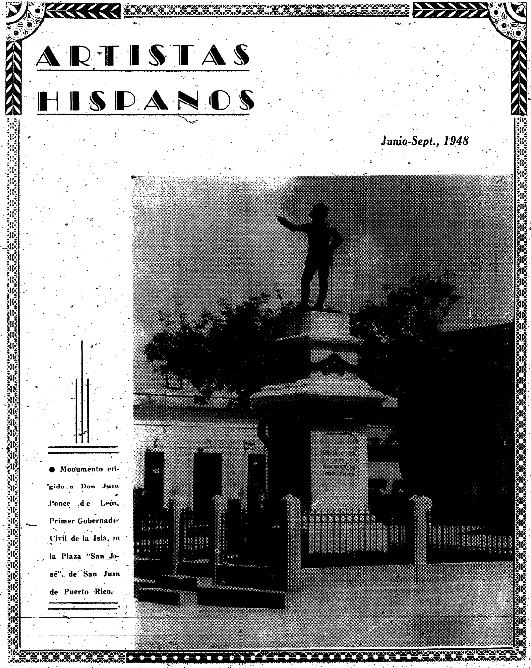 ARTISTAS
HISPANOS
Junio-Sept., 1948
● Monumento eri-
gido a Don Juan
Ponce de León,
Primer Gobernador
Civil de la Isla, en
la Plaza "San Jo-
sé", de San Juan
de Puerto Rico.